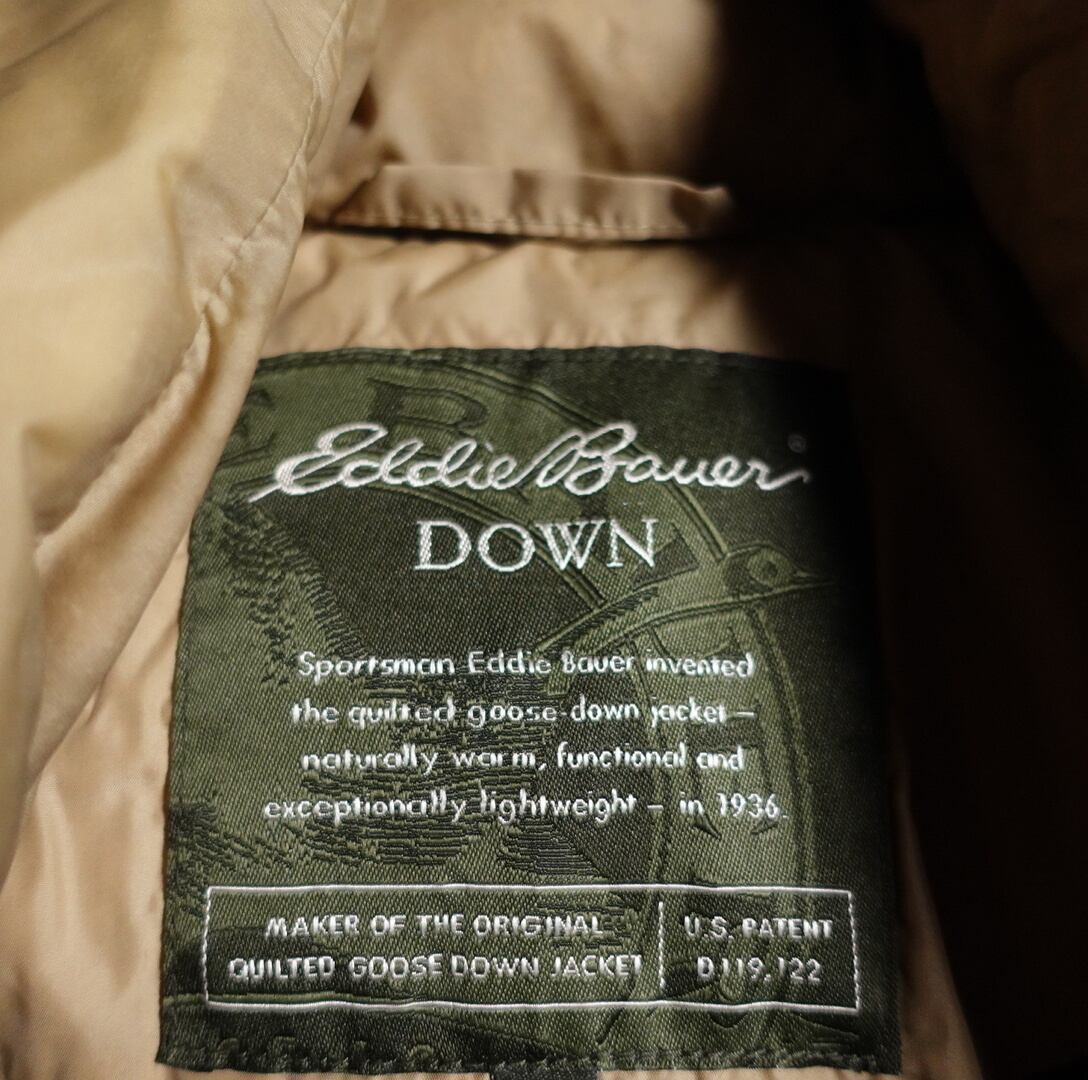 Eddie Bauer
DOWN
Sportsman Eddie Bauer invented
the quilted goose down jacket –
naturally warm, functional and
exceptionally lightweight – in 1936.
MAKER OF THE ORIGINAL
QUILTED GOOSE DOWN JACKET
U.S. PATENT
D119,122